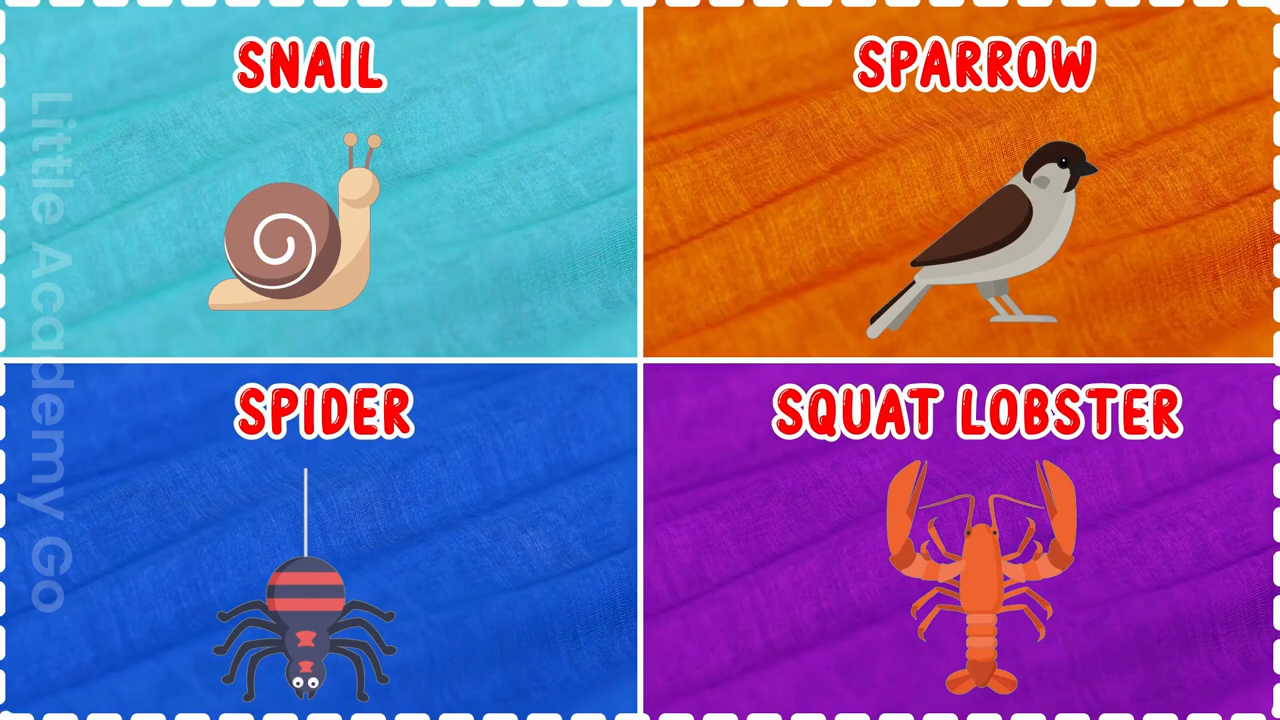 SNAIL
SPARROW
SPIDER
SQUAT LOBSTER
Little Academy Go